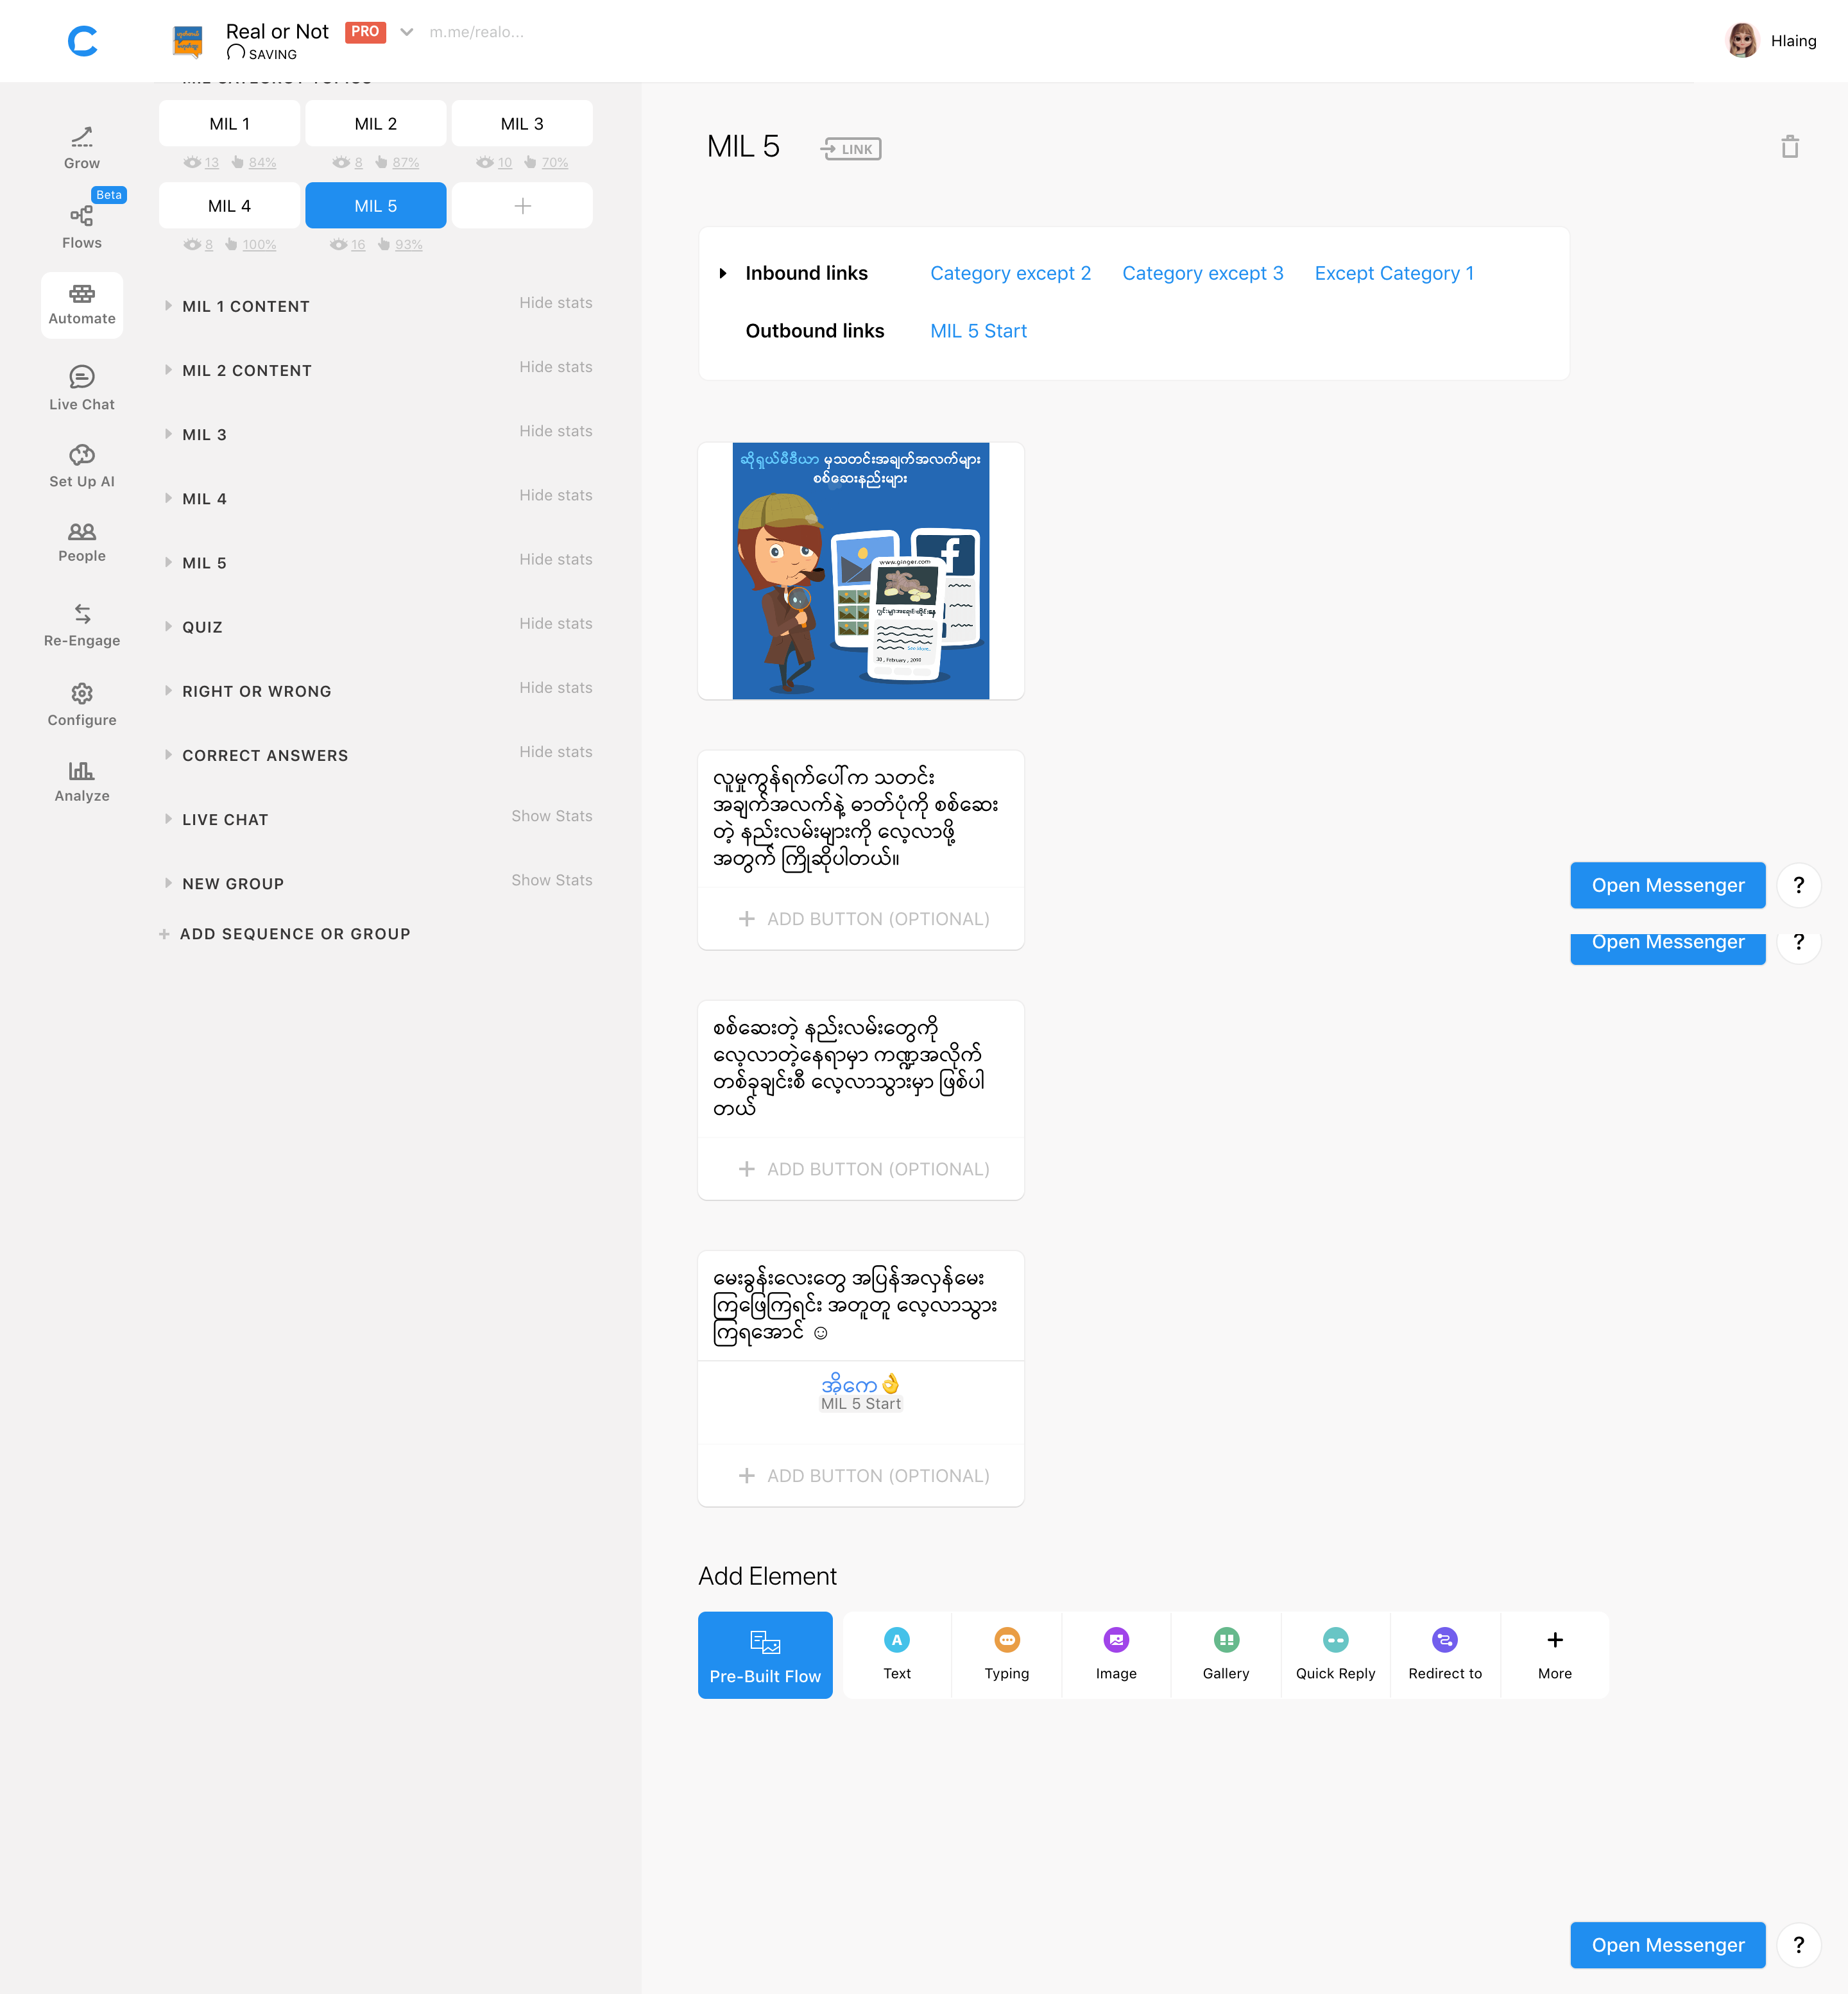 Real or Not PRO m.me/realo...
SAVING
Hlaing
Grow
Beta
Flows
Automate
Live Chat
Set Up AI
People
Re-Engage
Configure
Analyze
MIL CATEGROY TOPICS
MIL 1 MIL 2 MIL 3
13 84% 8 87% 10 70%
MIL 4 MIL 5
8 100% 16 93%
MIL 1 CONTENT Hide stats
MIL 2 CONTENT Hide stats
MIL 3 Hide stats
MIL 4 Hide stats
MIL 5 Hide stats
QUIZ Hide stats
RIGHT OR WRONG Hide stats
CORRECT ANSWERS Hide stats
LIVE CHAT Show Stats
NEW GROUP Show Stats
ADD SEQUENCE OR GROUP
MIL 5 LINK
Inbound links Category except 2 Category except 3 Except Category 1
Outbound links MIL 5 Start
ဆိုရှယ်မီဒီယာ မှသတင်းအချက်အလက်များ
စစ်ဆေးနည်းများ
www.ginger.com
See More..
30 , February , 2018
လူမှုကွန်ရက်ပေါ်က သတင်း
အချက်အလက်နဲ့ ဓာတ်ပုံကို စစ်ဆေး
တဲ့ နည်းလမ်းများကို လေ့လာဖို့
အတွက် ကြိုဆိုပါတယ်။
ADD BUTTON (OPTIONAL)
Open Messenger ?
Open Messenger ?
စစ်ဆေးတဲ့ နည်းလမ်းတွေကို
လေ့လာတဲ့နေရာမှာ ကဏ္ဍအလိုက်
တစ်ခုချင်းစီ လေ့လာသွားမှာ ဖြစ်ပါ
တယ်
ADD BUTTON (OPTIONAL)
မေးခွန်းလေးတွေ အပြန်အလှန်မေး
ကြဖြေကြရင်း အတူတူ လေ့လာသွား
ကြရအောင် ☺
အိုကေ👌
MIL 5 Start
ADD BUTTON (OPTIONAL)
Add Element
Pre-Built Flow
Text
Typing
Image
Gallery
Quick Reply
Redirect to
More
Open Messenger ?